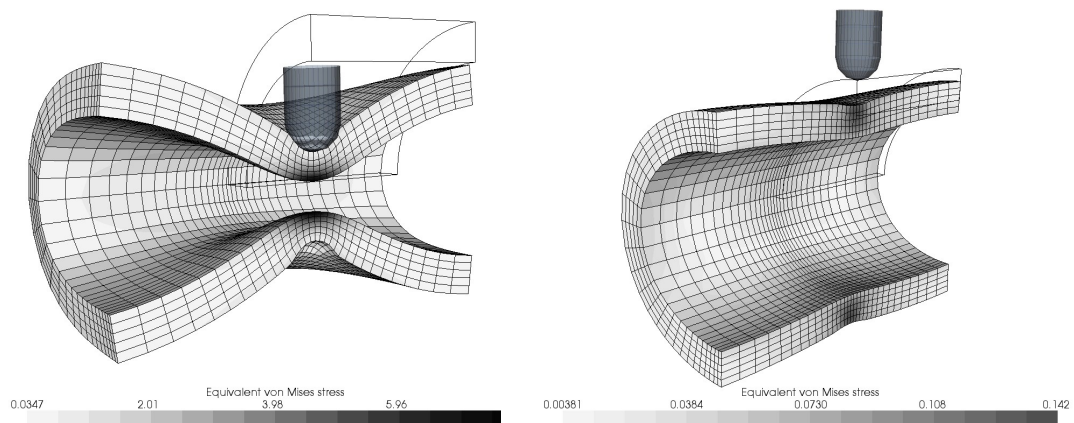 Equivalent von Mises stress
0.0347 2.01 3.98 5.96
Equivalent von Mises stress
0.00381 0.0384 0.0730 0.108 0.142